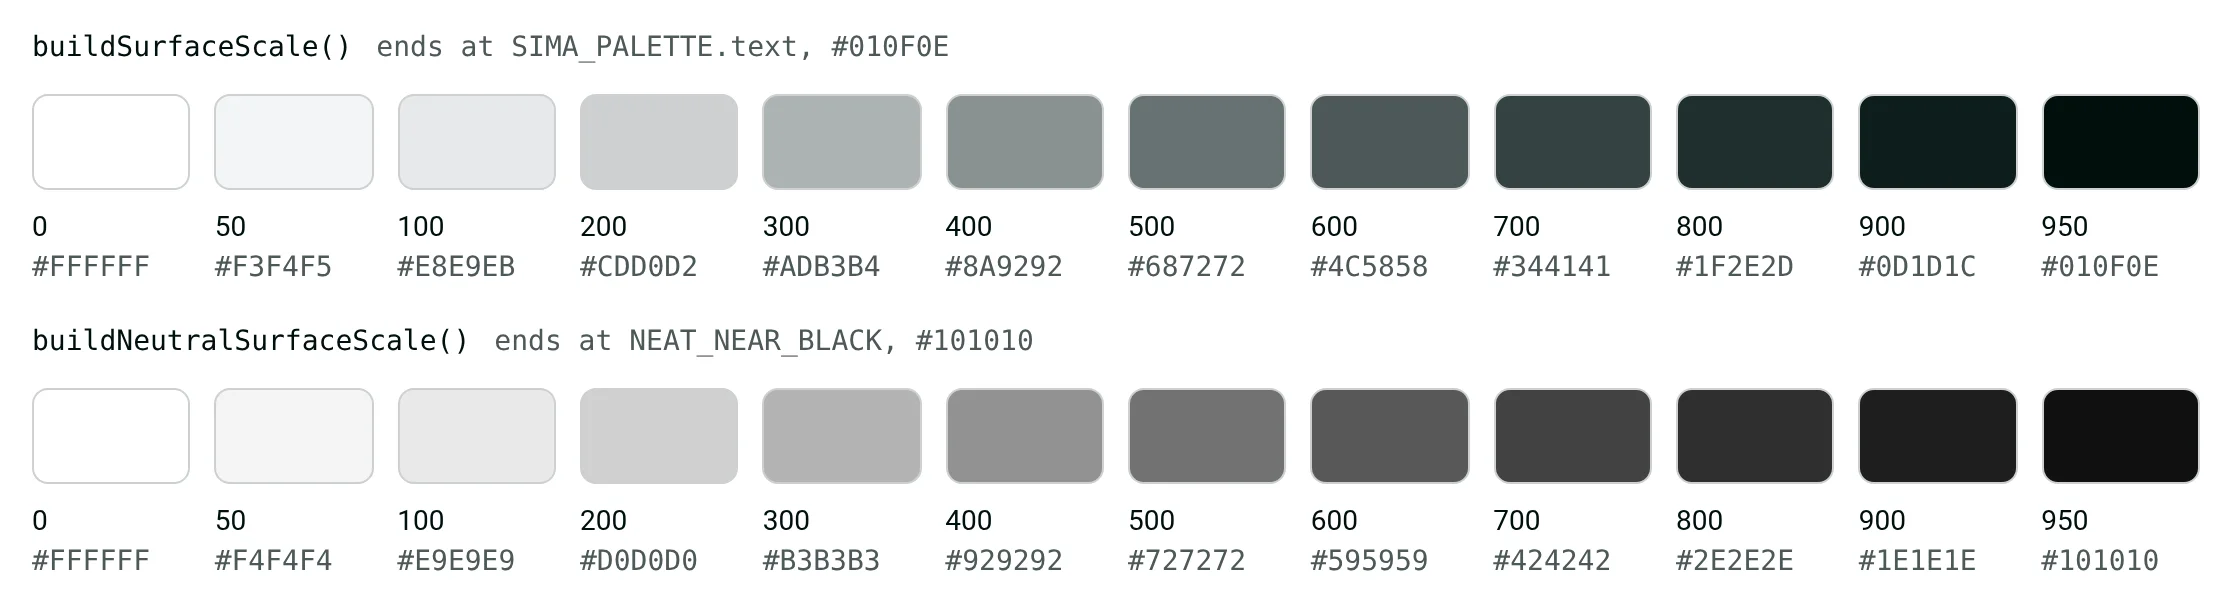 buildSurfaceScale() ends at SIMA_PALETTE.text, #010F0E
0 50 100 200 300 400 500 600 700 800 900 950
#FFFFFF #F3F4F5 #E8E9EB #CDD0D2 #ADB3B4 #8A9292 #687272 #4C5858 #344141 #1F2E2D #0D1D1C #010F0E
buildNeutralSurfaceScale() ends at NEAT_NEAR_BLACK, #101010
0 50 100 200 300 400 500 600 700 800 900 950
#FFFFFF #F4F4F4 #E9E9E9 #D0D0D0 #B3B3B3 #929292 #727272 #595959 #424242 #2E2E2E #1E1E1E #101010